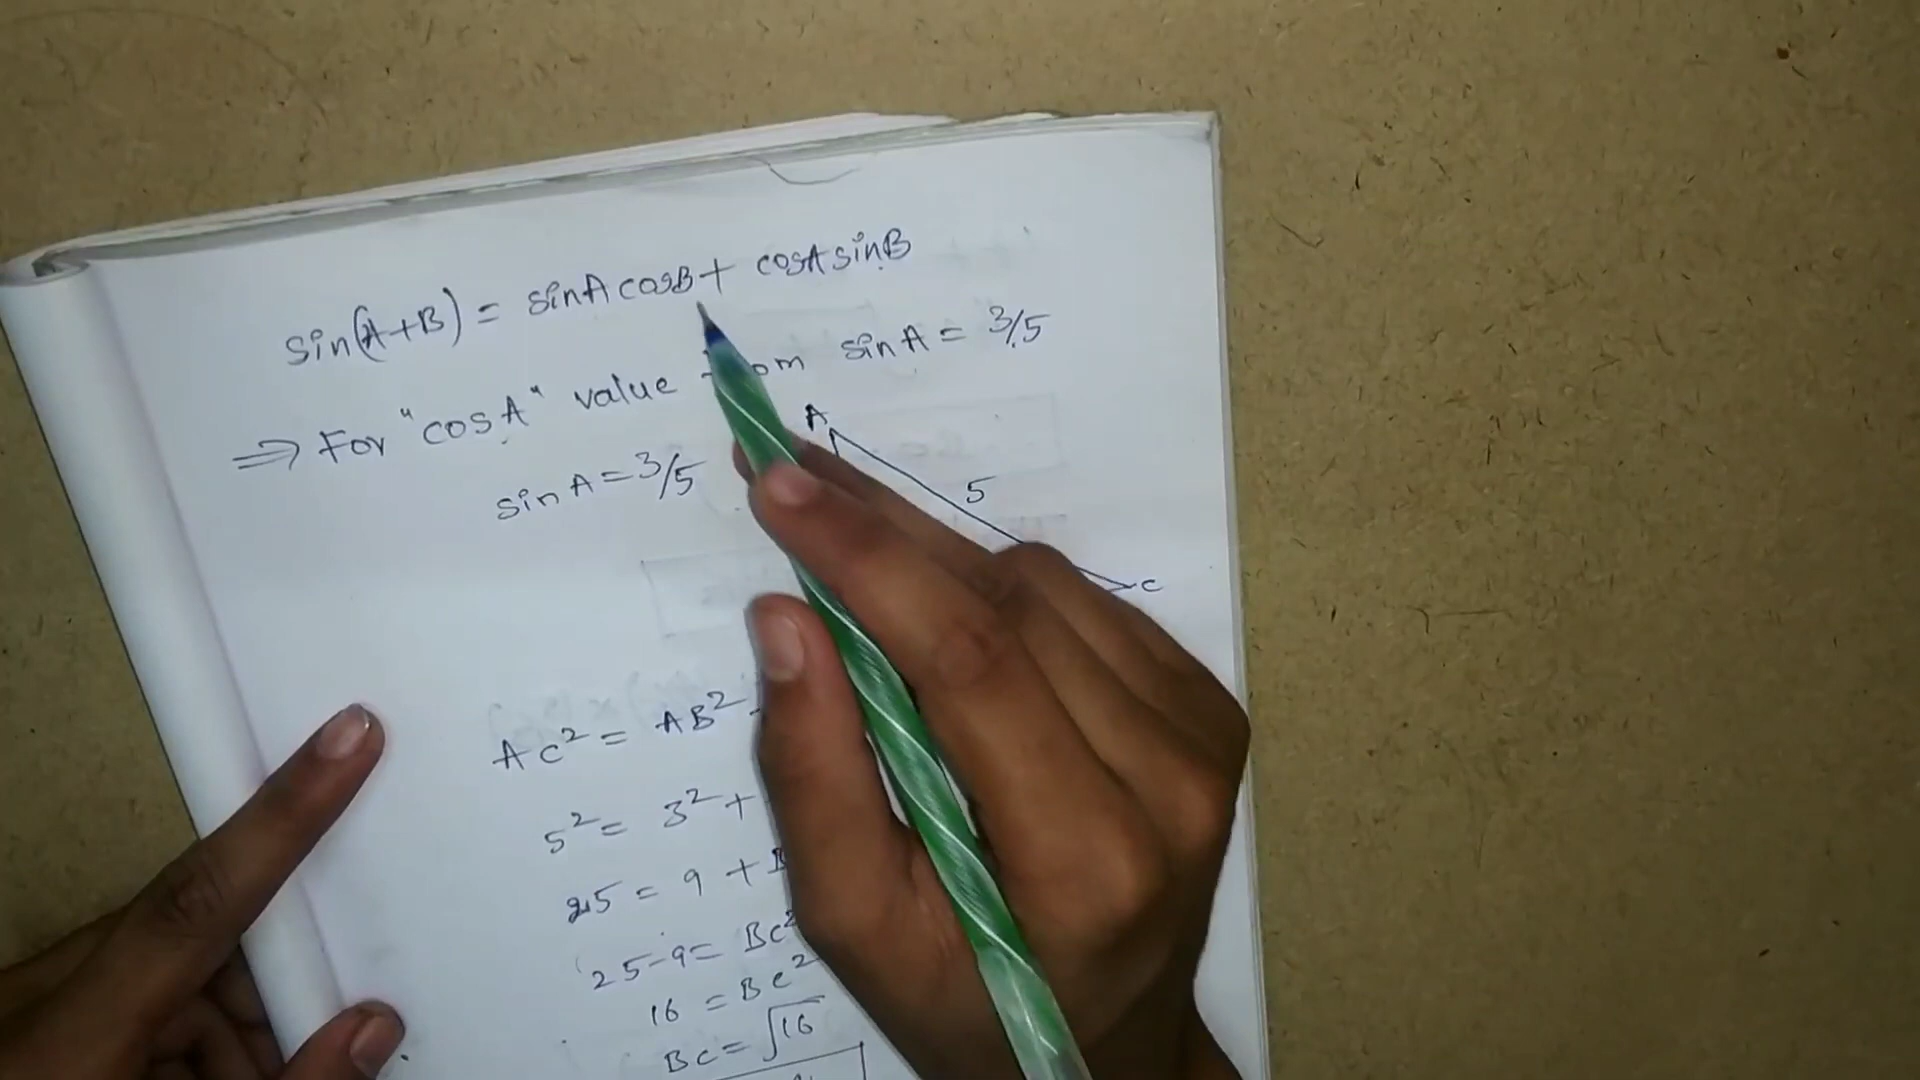 sin(A+B) = sinA cosB + cosA sinB
⇒ For "cosA" value sinA = 3/5
sinA = 3/5
A
5
C
AC² = AB²
5² = 3² +
25 = 9 +
25-9 = BC²
16 = BC²
BC = √16